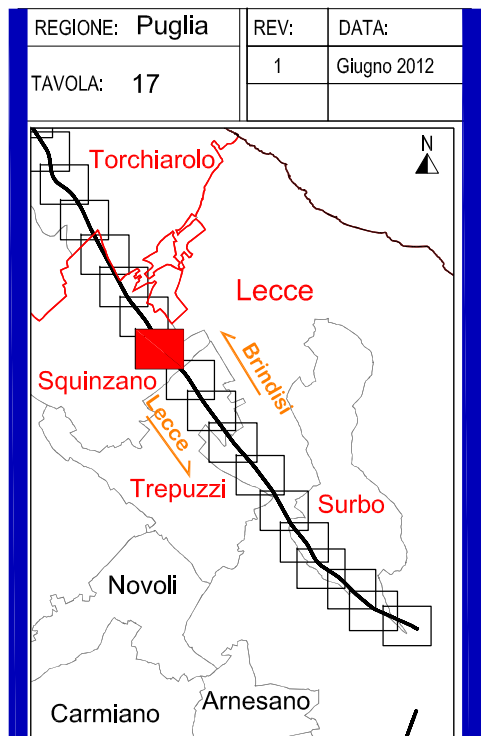 REGIONE: Puglia
REV:
DATA:
TAVOLA: 17
1
Giugno 2012
N
Torchiarolo
Lecce
Brindisi
Squinzano
Lecce
Trepuzzi
Surbo
Novoli
Arnesano
Carmiano